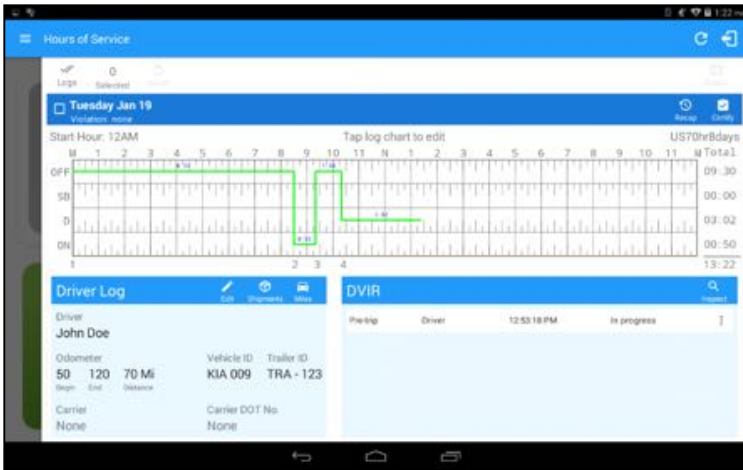 1:22 PM
Hours of Service
Logs 0 Selected
Tuesday Jan 19
Violation: none
Recap Certify
Start Hour: 12AM Tap log chart to edit US70hr8days
M 1 2 3 4 5 6 7 8 9 10 11 N 1 2 3 4 5 6 7 8 9 10 11 M Total
OFF 09:30
SB 00:00
D 03:02
ON 00:50
1 2 3 4 13:22
Driver Log Edit Shipments Miles
DVIR Inspect
Driver
John Doe
Pre-trip Driver 12:53:18 PM In progress
Odometer Vehicle ID Trailer ID
50 120 70 Mi KIA 009 TRA - 123
Begin End Distance
Carrier Carrier DOT No.
None None